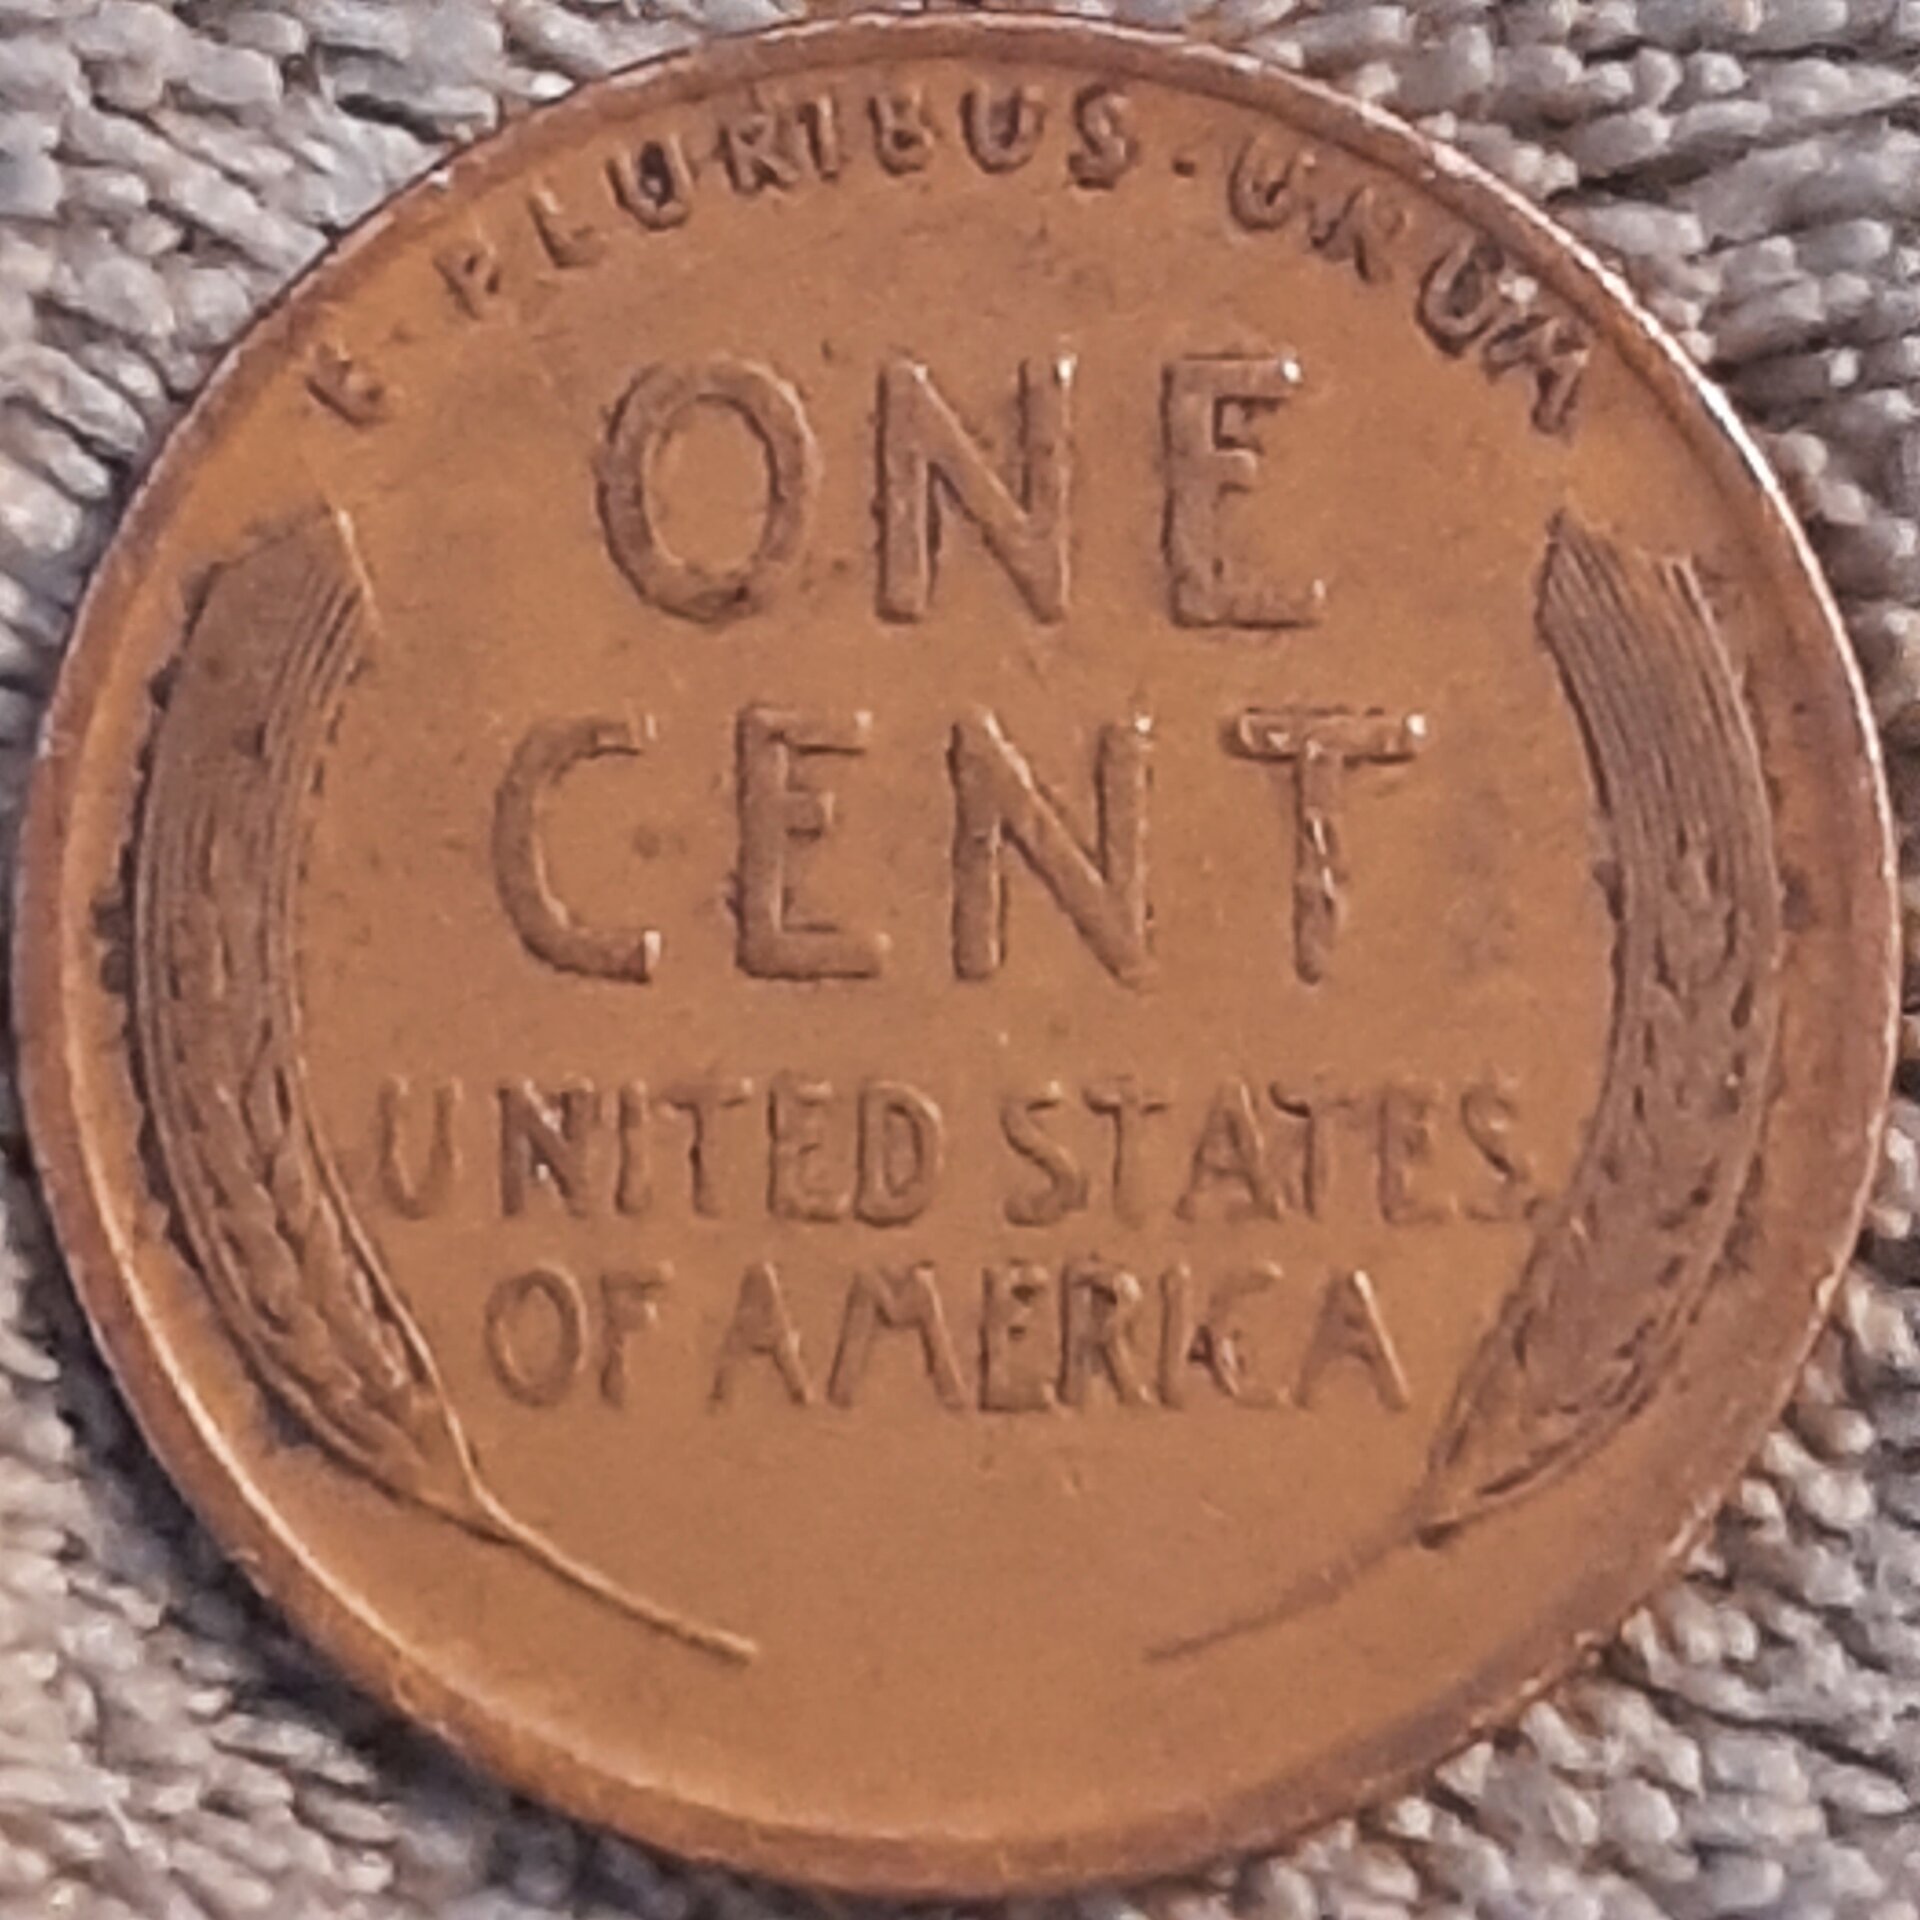 E · PLURIBUS · UNUM
ONE
CENT
UNITED STATES
OF AMERICA